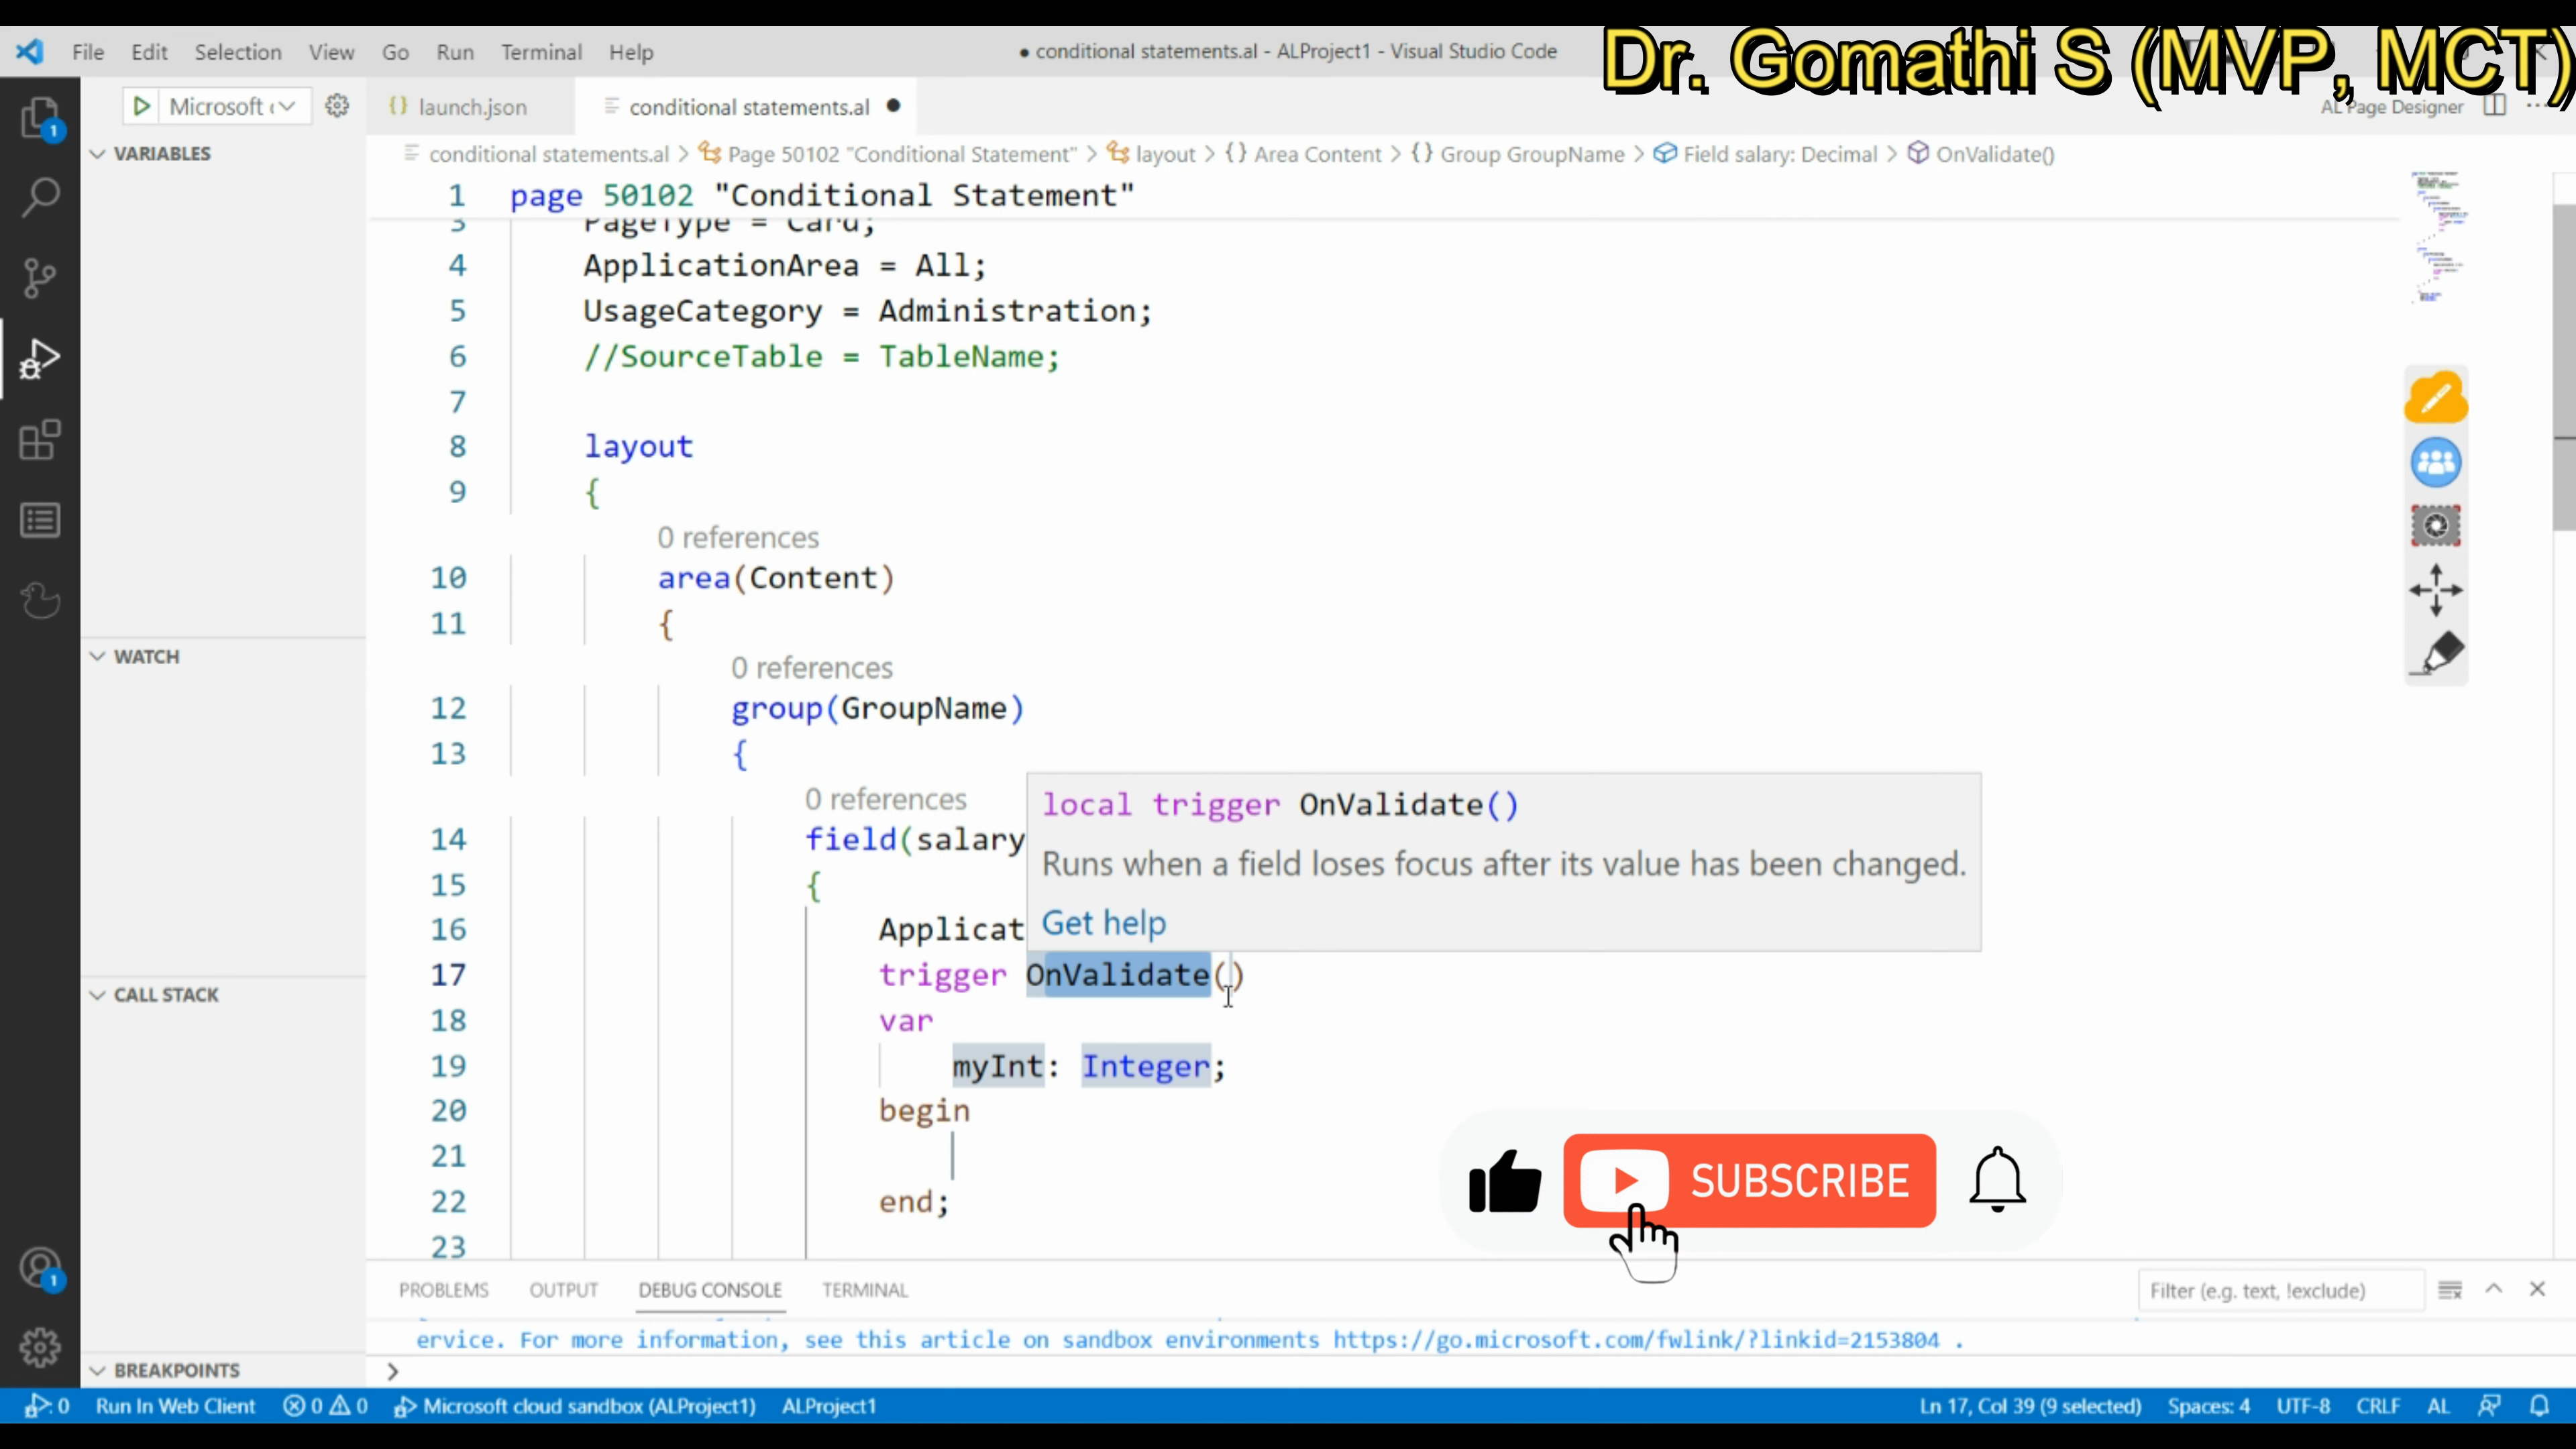 Dr. Gomathi S (MVP, MCT)
File Edit Selection View Go Run Terminal Help
● conditional statements.al - ALProject1 - Visual Studio Code
Microsoft
launch.json
conditional statements.al
AL Page Designer
VARIABLES
conditional statements.al > Page 50102 "Conditional Statement" > layout > {} Area Content > {} Group GroupName > Field salary: Decimal > OnValidate()
1 page 50102 "Conditional Statement"
3 PageType = Card;
4 ApplicationArea = All;
5 UsageCategory = Administration;
6 //SourceTable = TableName;
7
8 layout
9 {
0 references
10 area(Content)
11 {
0 references
12 group(GroupName)
13 {
0 references
14 field(salary
15 {
16 Applicat
17 trigger OnValidate()
18 var
19 myInt: Integer;
20 begin
21
22 end;
23
local trigger OnValidate()
Runs when a field loses focus after its value has been changed.
Get help
WATCH
CALL STACK
BREAKPOINTS
1
1
SUBSCRIBE
PROBLEMS OUTPUT DEBUG CONSOLE TERMINAL
Filter (e.g. text, !exclude)
ervice. For more information, see this article on sandbox environments https://go.microsoft.com/fwlink/?linkid=2153804 .
>
: 0 Run In Web Client 0 0 Microsoft cloud sandbox (ALProject1) ALProject1
Ln 17, Col 39 (9 selected) Spaces: 4 UTF-8 CRLF AL